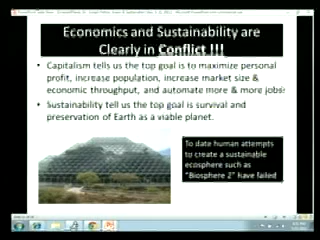 Economics and Sustainability are
Clearly in Conflict !!!
• Capitalism tells us the top goal is to maximize personal
profit, increase population, increase market size &
economic throughput, and automate more & more jobs!
• Sustainability tell us the top goal is survival and
preservation of Earth as a viable planet.
To date human attempts
to create a sustainable
ecosphere such as
"Biosphere 2" have failed